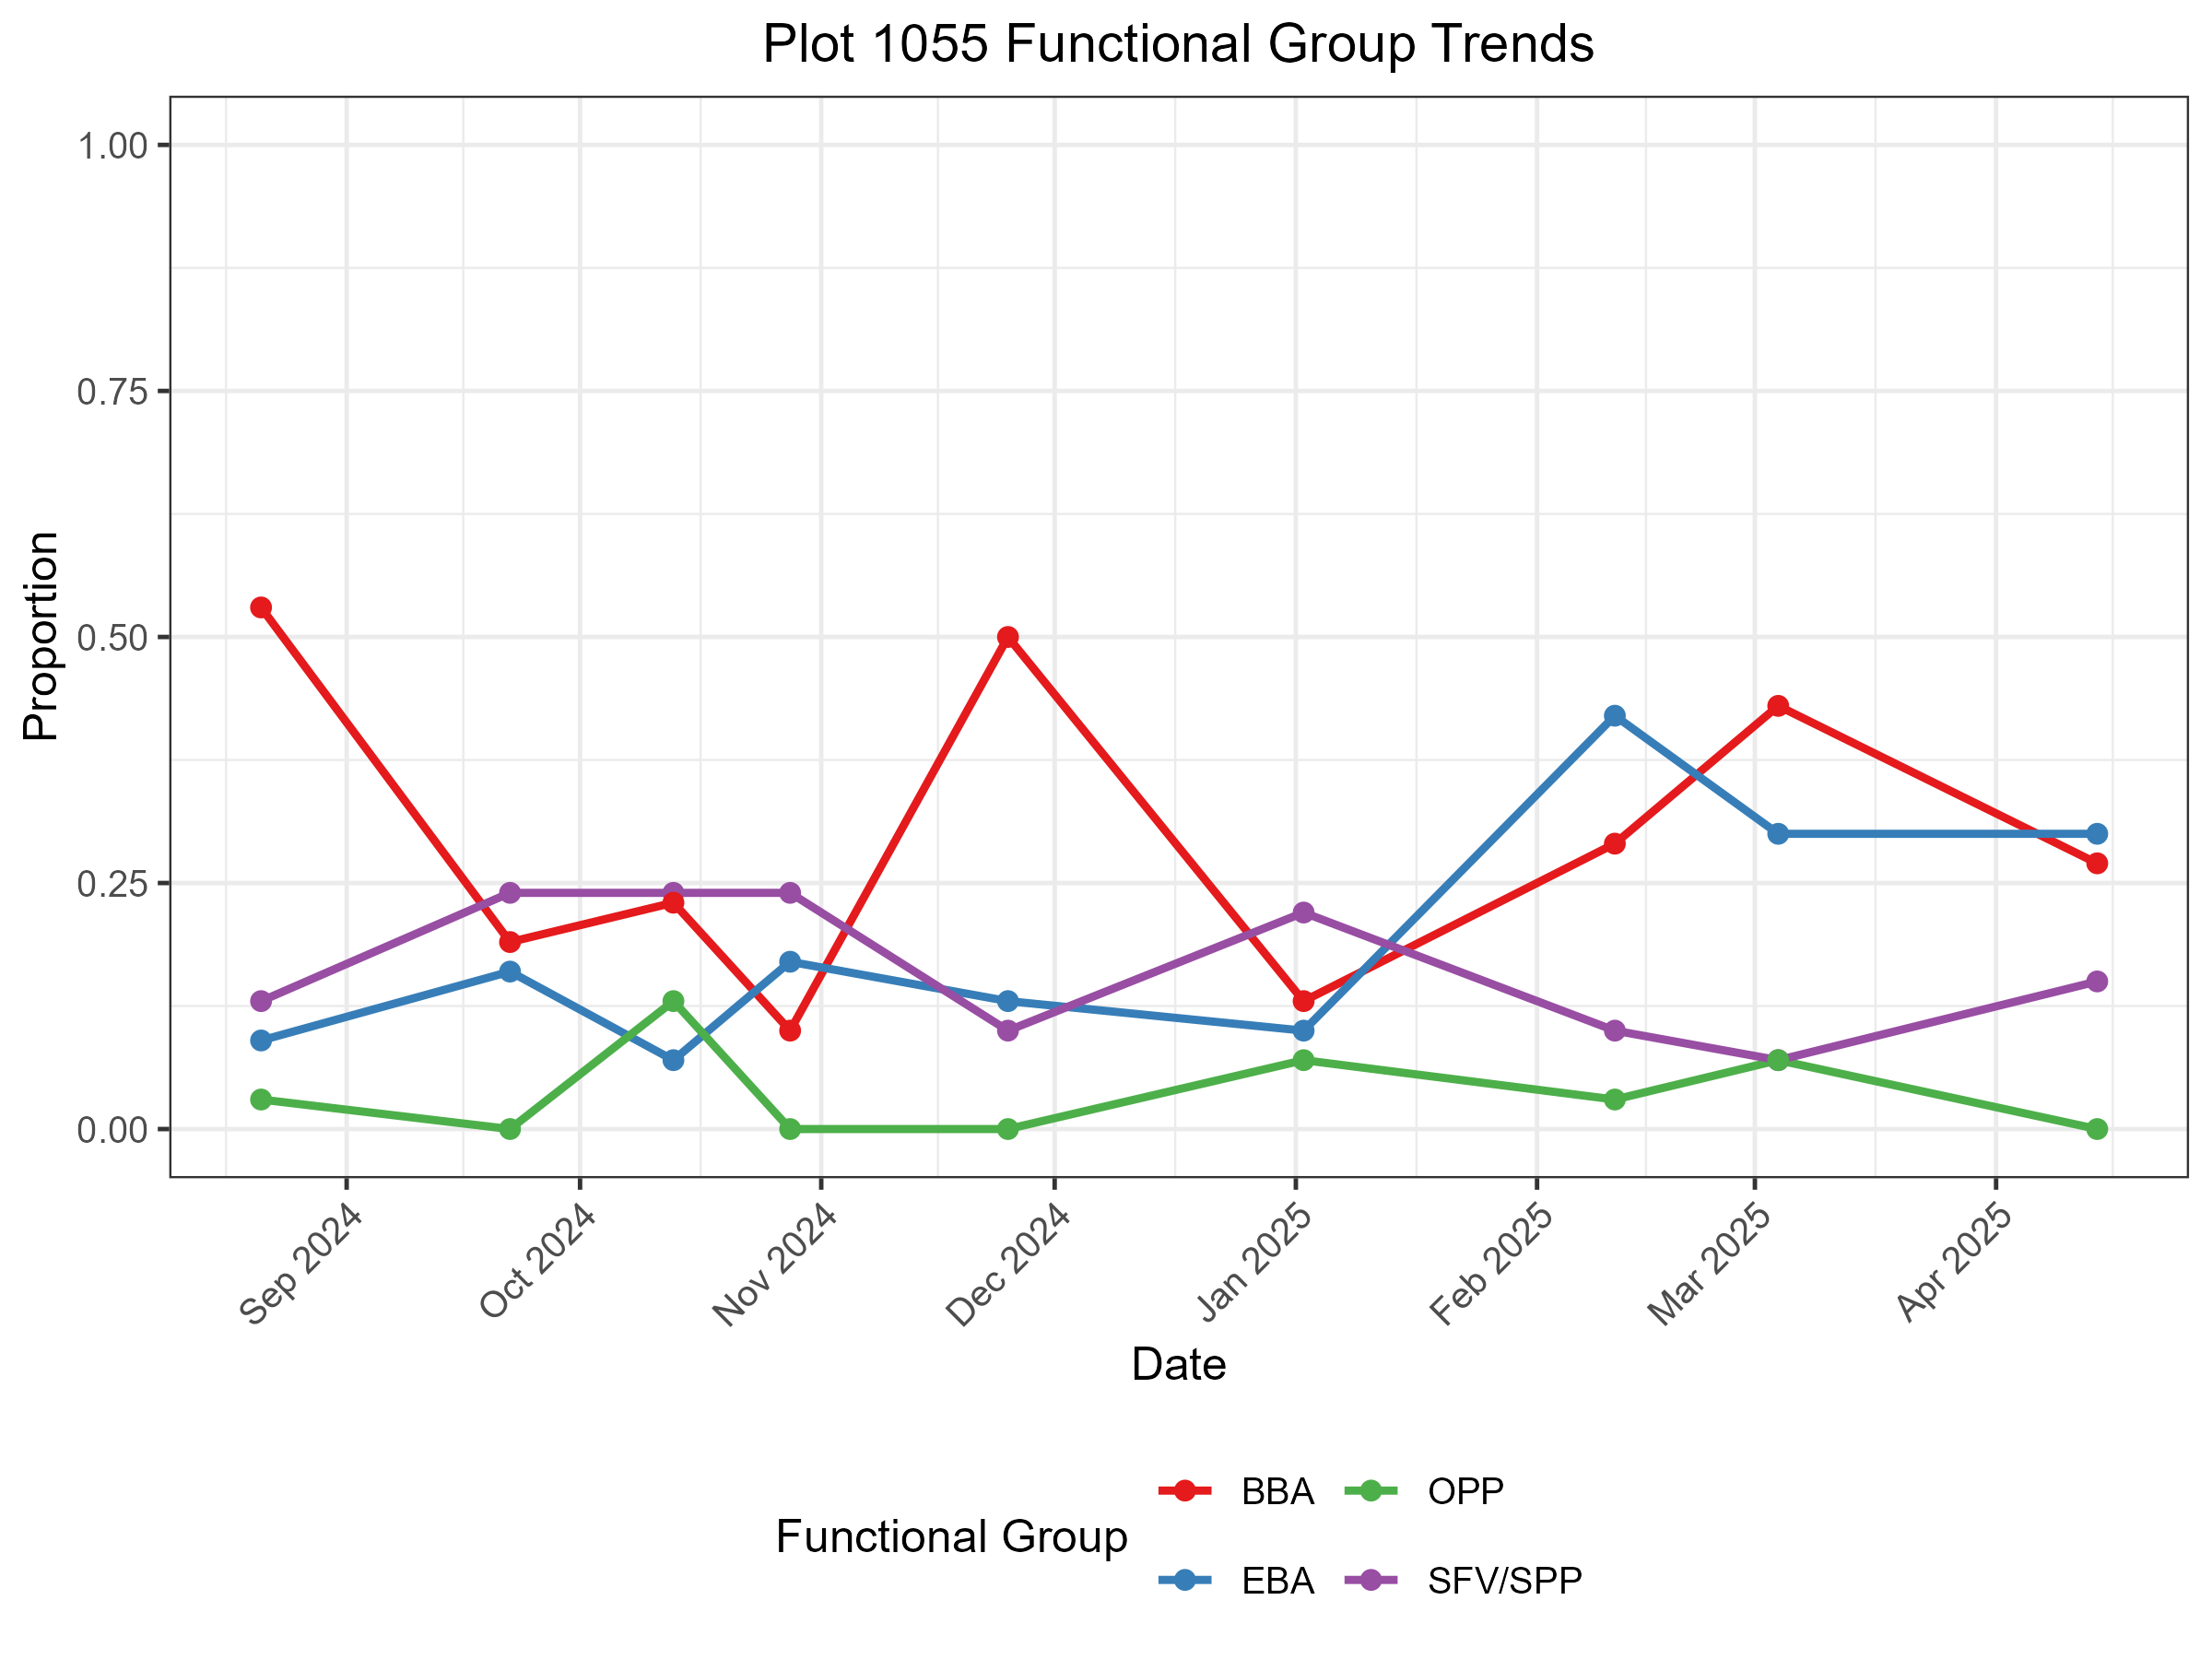 Plot 1055 Functional Group Trends
Proportion
1.00
0.75
0.50
0.25
0.00
Sep 2024
Oct 2024
Nov 2024
Dec 2024
Jan 2025
Feb 2025
Mar 2025
Apr 2025
Date
Functional Group
BBA
OPP
EBA
SFV/SPP